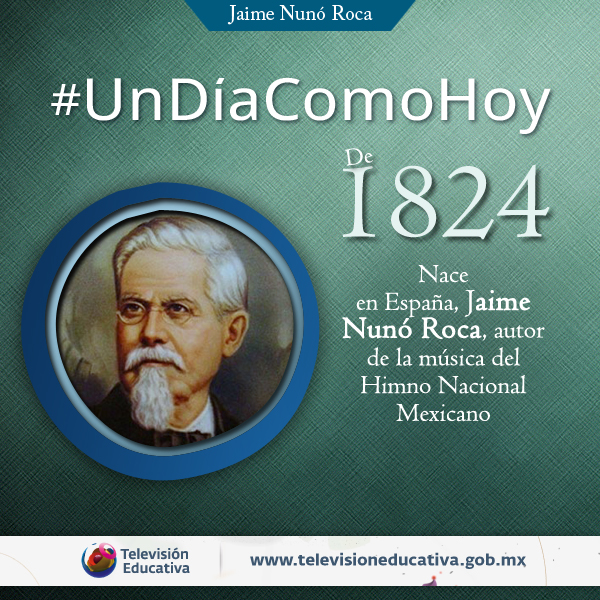 Jaime Nunó Roca
#UnDíaComoHoy
De
1824
Nace
en España, Jaime
Nunó Roca, autor
de la música del
Himno Nacional
Mexicano
Televisión
Educativa
www.televisioneducativa.gob.mx